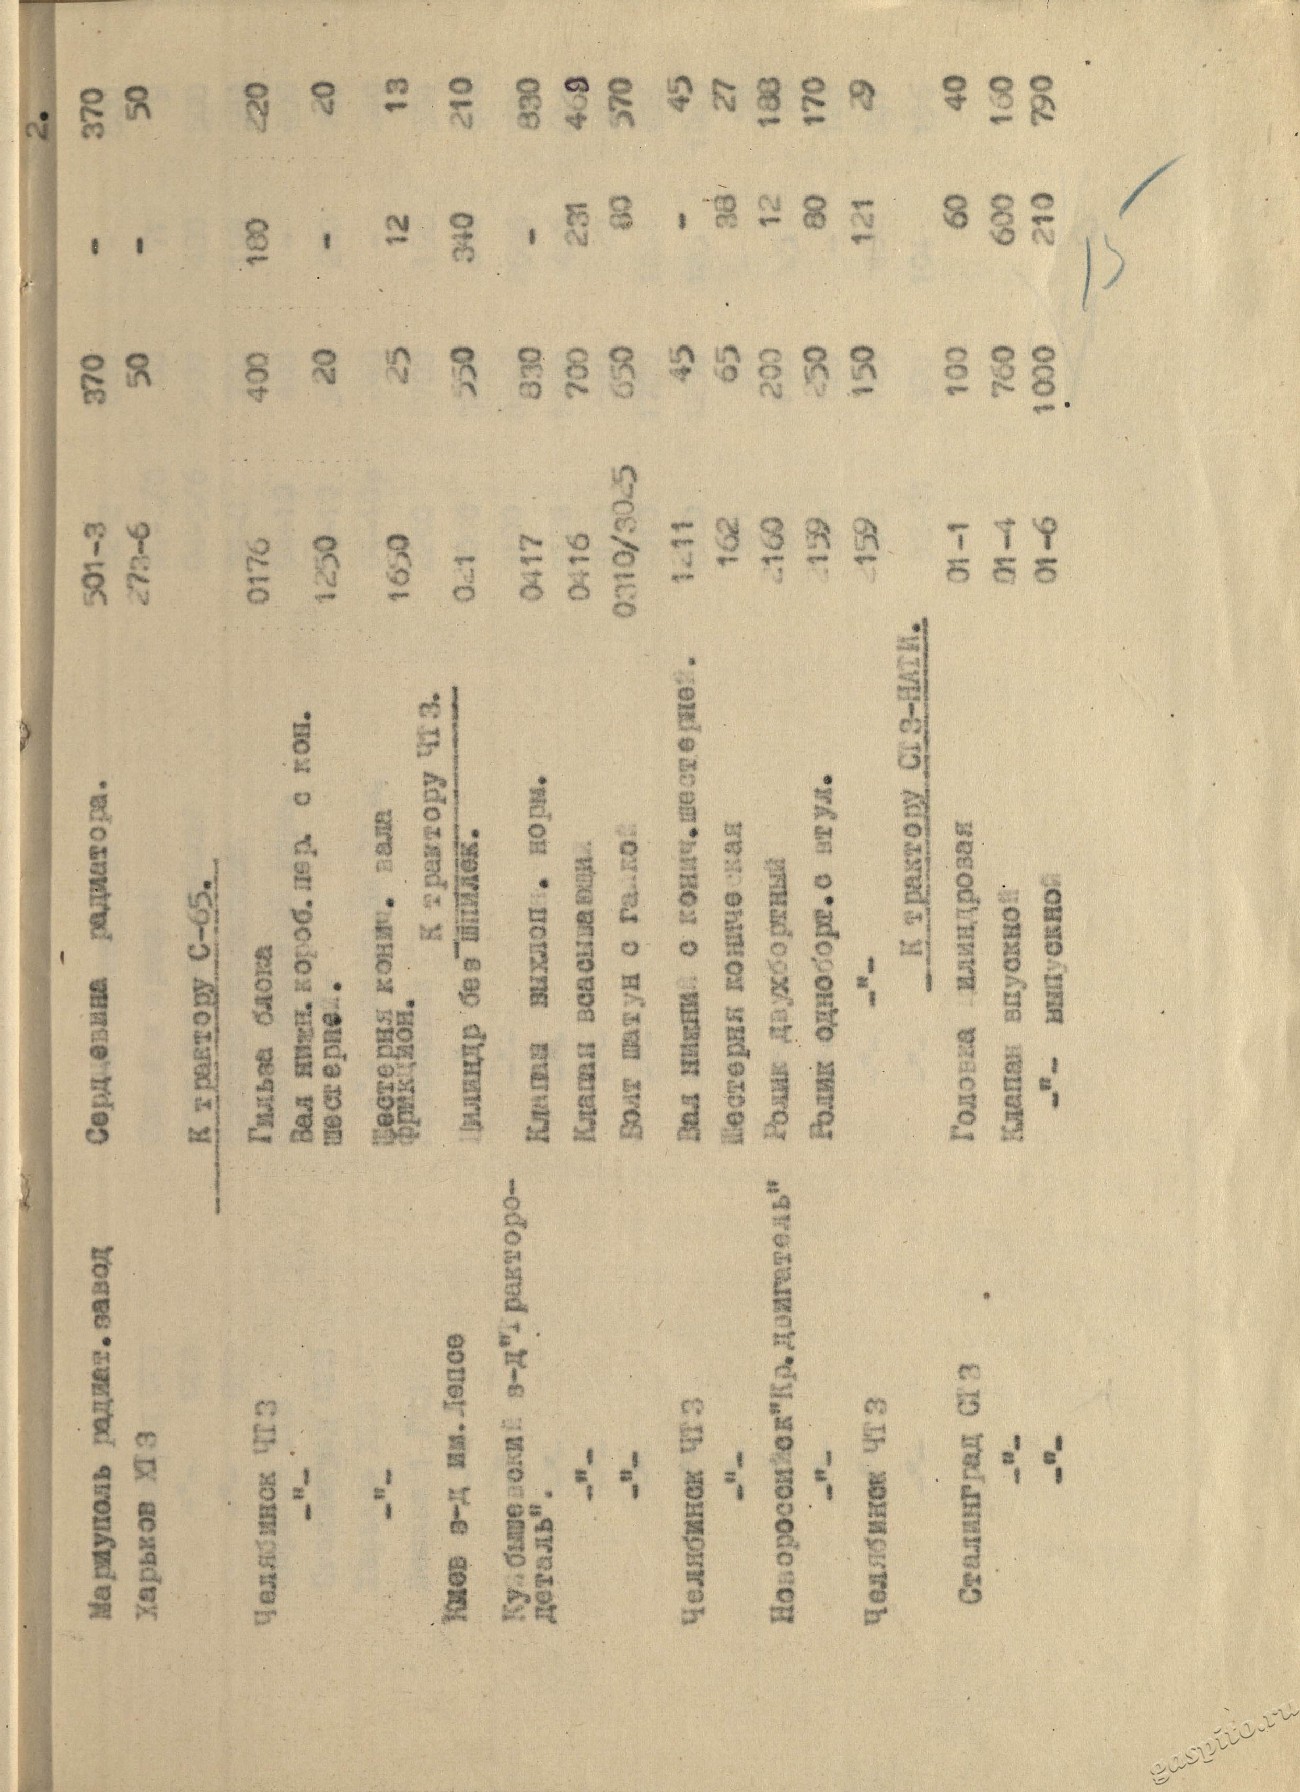 2.
Мариуполь радиат.завод Сердцевина радиатора. 501-3 370 - 370
Харьков ХТЗ 273-6 50 - 50
К трактору С-65.
Челябинск ЧТЗ Гильза блока 0176 400 180 220
-"- Вал нижн.короб.пер. с кон.
шестерней. 1250 20 - 20
-"- Шестерня конич. вала
фрикцион. 1650 25 12 13
К трактору ЧТЗ.
Киев з-д им.Лепсе Цилиндр без шпилек. 021 550 340 210
Куйбышевский з-д"Тракторо-
деталь". Клапан выхлопн. норм. 0417 830 - 830
-"- Клапан всасывающий 0416 700 231 469
-"- Болт шатун с гайкой 0310/3025 650 80 570
Челябинск ЧТЗ Вал нижний с конич.шестерней. 1211 45 - 45
-"- Шестерня коническая 162 65 38 27
Новороссийск"Кр.двигатель" Ролик двухбортный 2160 200 12 188
-"- Ролик одноборт.с втул. 2159 250 80 170
Челябинск ЧТЗ -"- 2159 150 121 29
К трактору СТЗ-НАТИ.
Сталинград СТЗ Головка цилиндровая 01-1 100 60 40
-"- Клапан впускной 01-4 760 600 160
-"- -"- выпускной 01-6 1000 210 790
15
gaspito.ru